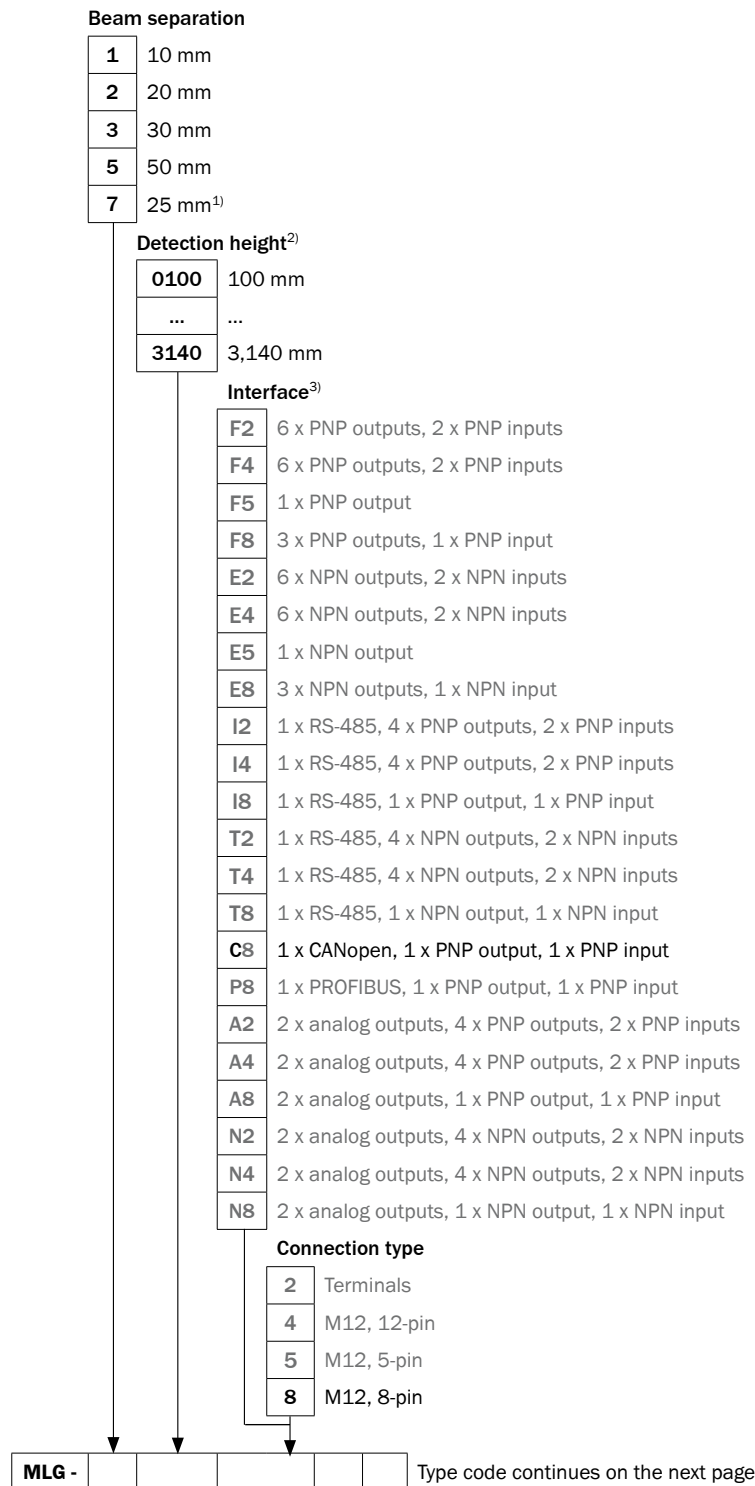 Beam separation
1 10 mm
2 20 mm
3 30 mm
5 50 mm
7 25 mm1)
Detection height2)
0100 100 mm
... ...
3140 3,140 mm
Interface3)
F2 6 x PNP outputs, 2 x PNP inputs
F4 6 x PNP outputs, 2 x PNP inputs
F5 1 x PNP output
F8 3 x PNP outputs, 1 x PNP input
E2 6 x NPN outputs, 2 x NPN inputs
E4 6 x NPN outputs, 2 x NPN inputs
E5 1 x NPN output
E8 3 x NPN outputs, 1 x NPN input
I2 1 x RS-485, 4 x PNP outputs, 2 x PNP inputs
I4 1 x RS-485, 4 x PNP outputs, 2 x PNP inputs
I8 1 x RS-485, 1 x PNP output, 1 x PNP input
T2 1 x RS-485, 4 x NPN outputs, 2 x NPN inputs
T4 1 x RS-485, 4 x NPN outputs, 2 x NPN inputs
T8 1 x RS-485, 1 x NPN output, 1 x NPN input
C8 1 x CANopen, 1 x PNP output, 1 x PNP input
P8 1 x PROFIBUS, 1 x PNP output, 1 x PNP input
A2 2 x analog outputs, 4 x PNP outputs, 2 x PNP inputs
A4 2 x analog outputs, 4 x PNP outputs, 2 x PNP inputs
A8 2 x analog outputs, 1 x PNP output, 1 x PNP input
N2 2 x analog outputs, 4 x NPN outputs, 2 x NPN inputs
N4 2 x analog outputs, 4 x NPN outputs, 2 x NPN inputs
N8 2 x analog outputs, 1 x NPN output, 1 x NPN input
Connection type
2 Terminals
4 M12, 12-pin
5 M12, 5-pin
8 M12, 8-pin
MLG - Type code continues on the next page